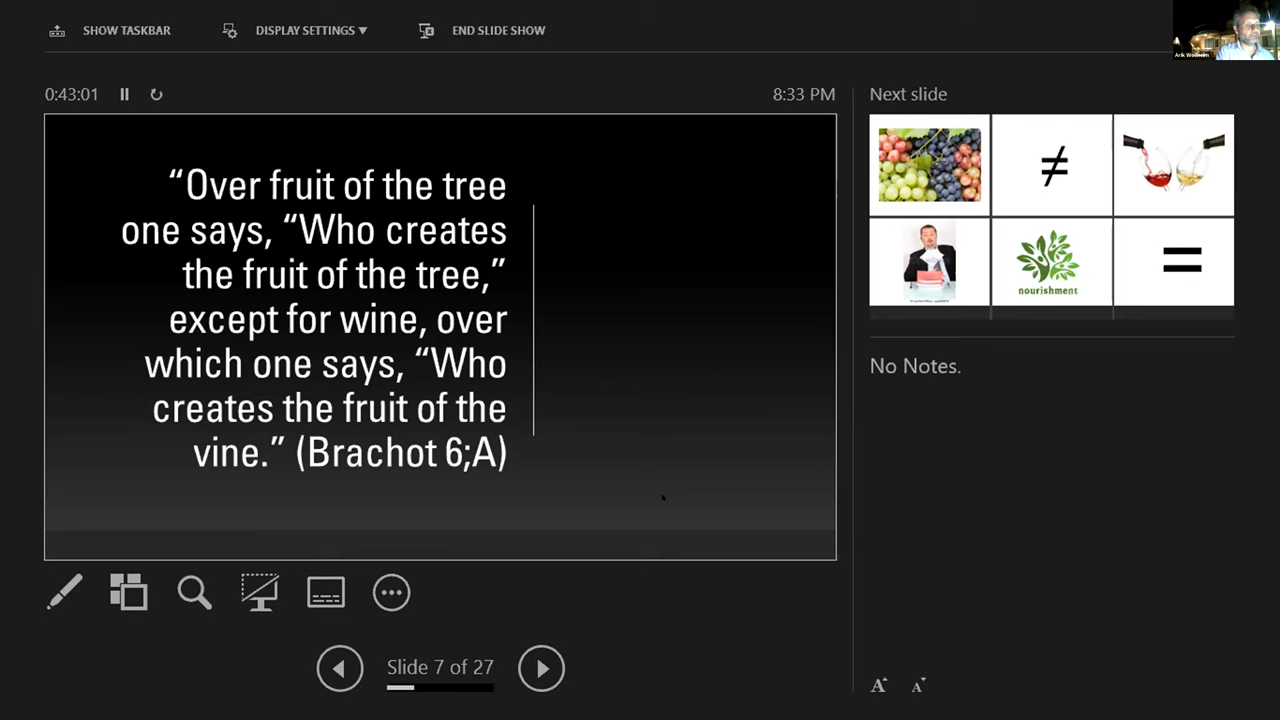 SHOW TASKBAR
DISPLAY SETTINGS ▼
END SLIDE SHOW
0:43:01
8:33 PM
“Over fruit of the tree
one says, “Who creates
the fruit of the tree,”
except for wine, over
which one says, “Who
creates the fruit of the
vine.” (Brachot 6;A)
Slide 7 of 27
Next slide
≠
nourishment
=
No Notes.
A A